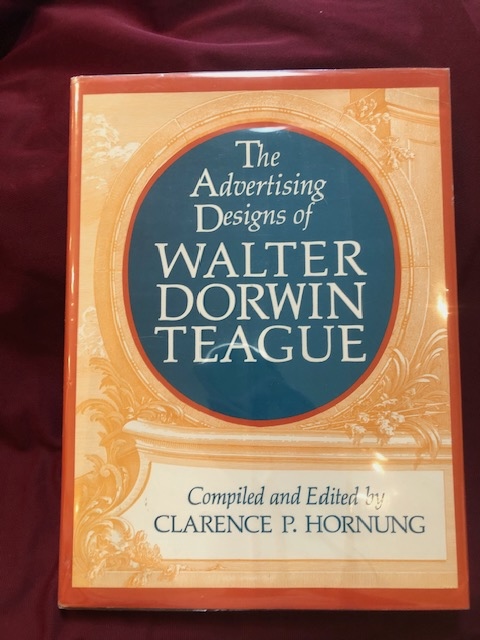 The
Advertising
Designs of
WALTER
DORWIN
TEAGUE
Compiled and Edited by
CLARENCE P. HORNUNG